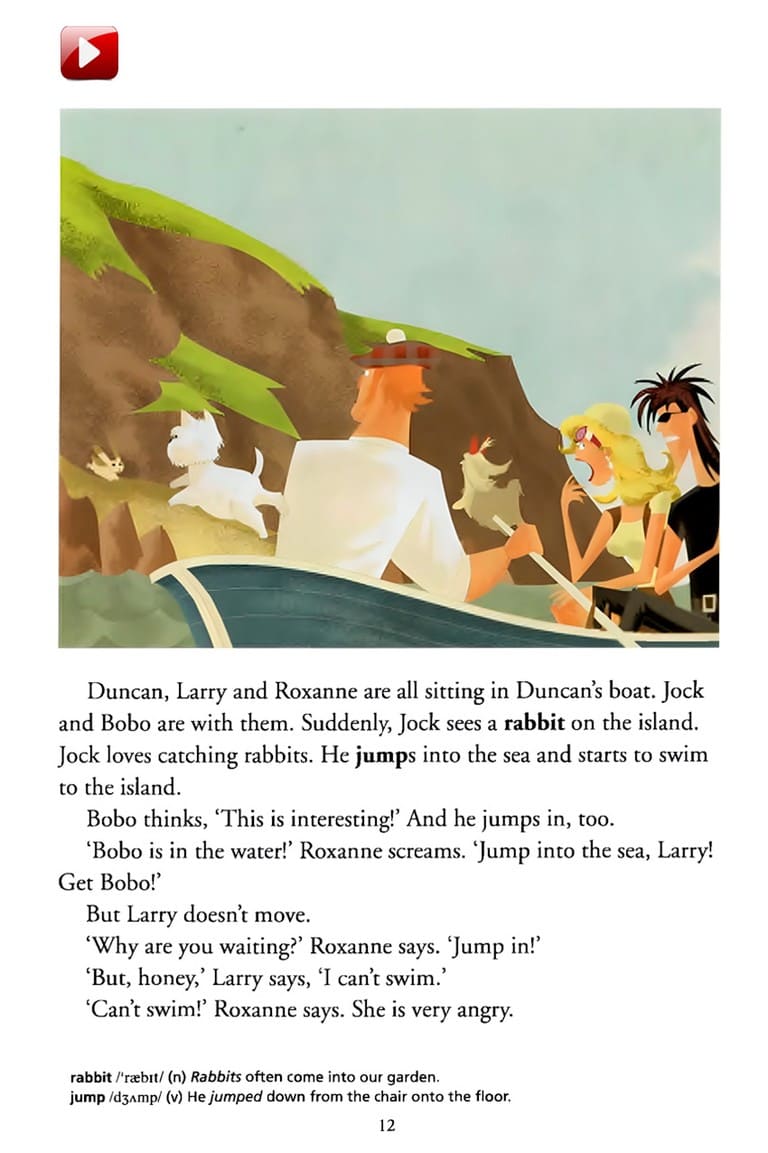 Duncan, Larry and Roxanne are all sitting in Duncan’s boat. Jock
and Bobo are with them. Suddenly, Jock sees a rabbit on the island.
Jock loves catching rabbits. He jumps into the sea and starts to swim
to the island.
Bobo thinks, ‘This is interesting!’ And he jumps in, too.
‘Bobo is in the water!’ Roxanne screams. ‘Jump into the sea, Larry!
Get Bobo!’
But Larry doesn’t move.
‘Why are you waiting?’ Roxanne says. ‘Jump in!’
‘But, honey,’ Larry says, ‘I can’t swim.’
‘Can’t swim!’ Roxanne says. She is very angry.
rabbit /ˈræbɪt/ (n) Rabbits often come into our garden.
jump /dʒʌmp/ (v) He jumped down from the chair onto the floor.
12